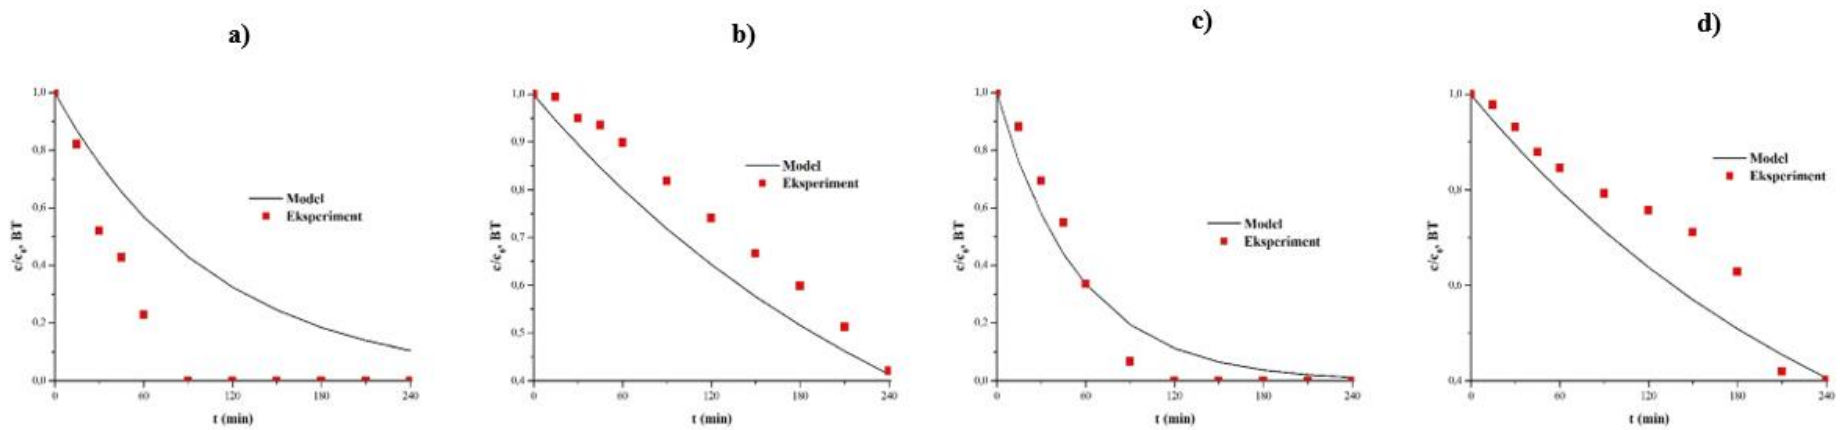 a)
1,0
0,8
0,6
0,4
0,2
0,0
0
60
120
180
240
c/c₀, BT
t (min)
Model
Eksperiment
b)
1,0
0,9
0,8
0,7
0,6
0,5
0,4
0
60
120
180
240
c/c₀, BT
t (min)
Model
Eksperiment
c)
1,0
0,8
0,6
0,4
0,2
0,0
0
60
120
180
240
c/c₀, BT
t (min)
Model
Eksperiment
d)
1,0
0,8
0,6
0,4
0
60
120
180
240
c/c₀, BT
t (min)
Model
Eksperiment